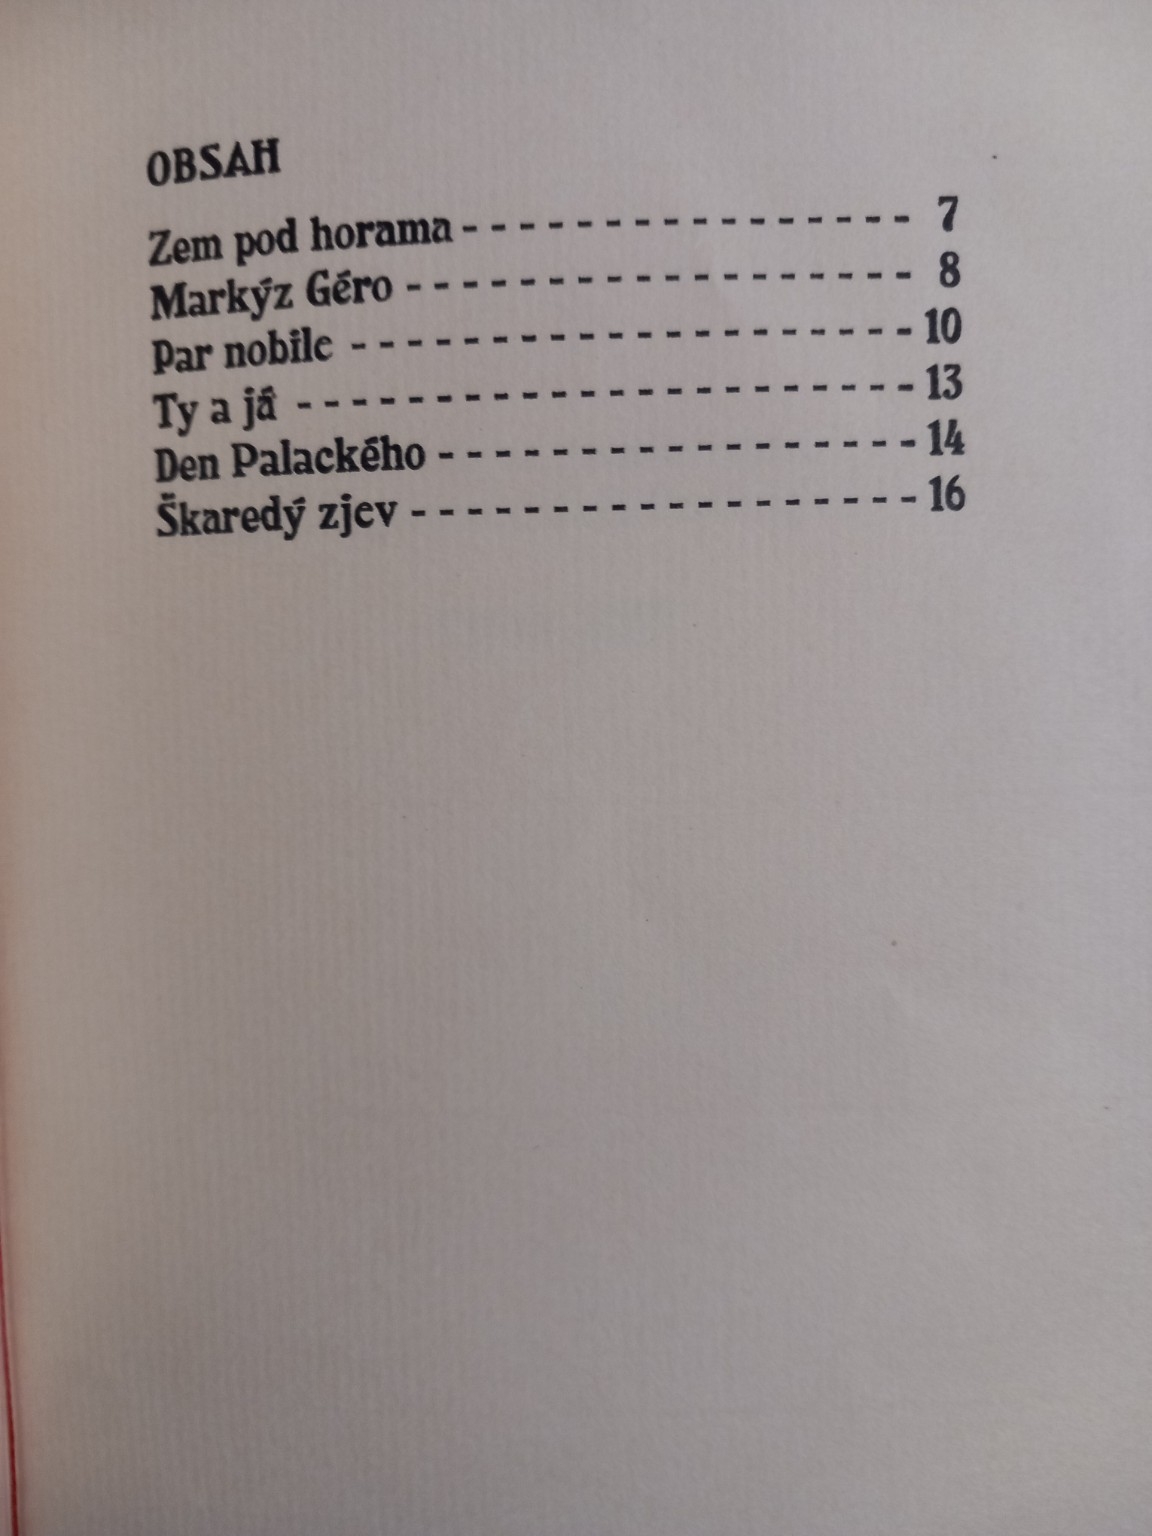 OBSAH
Zem pod horama - - - - - - - - - - - - - - - - 7
Markýz Géro - - - - - - - - - - - - - - - - - - 8
Par nobile - - - - - - - - - - - - - - - - - - - - 10
Ty a já - - - - - - - - - - - - - - - - - - - - - - 13
Den Palackého - - - - - - - - - - - - - - - - - 14
Škaredý zjev - - - - - - - - - - - - - - - - - - 16